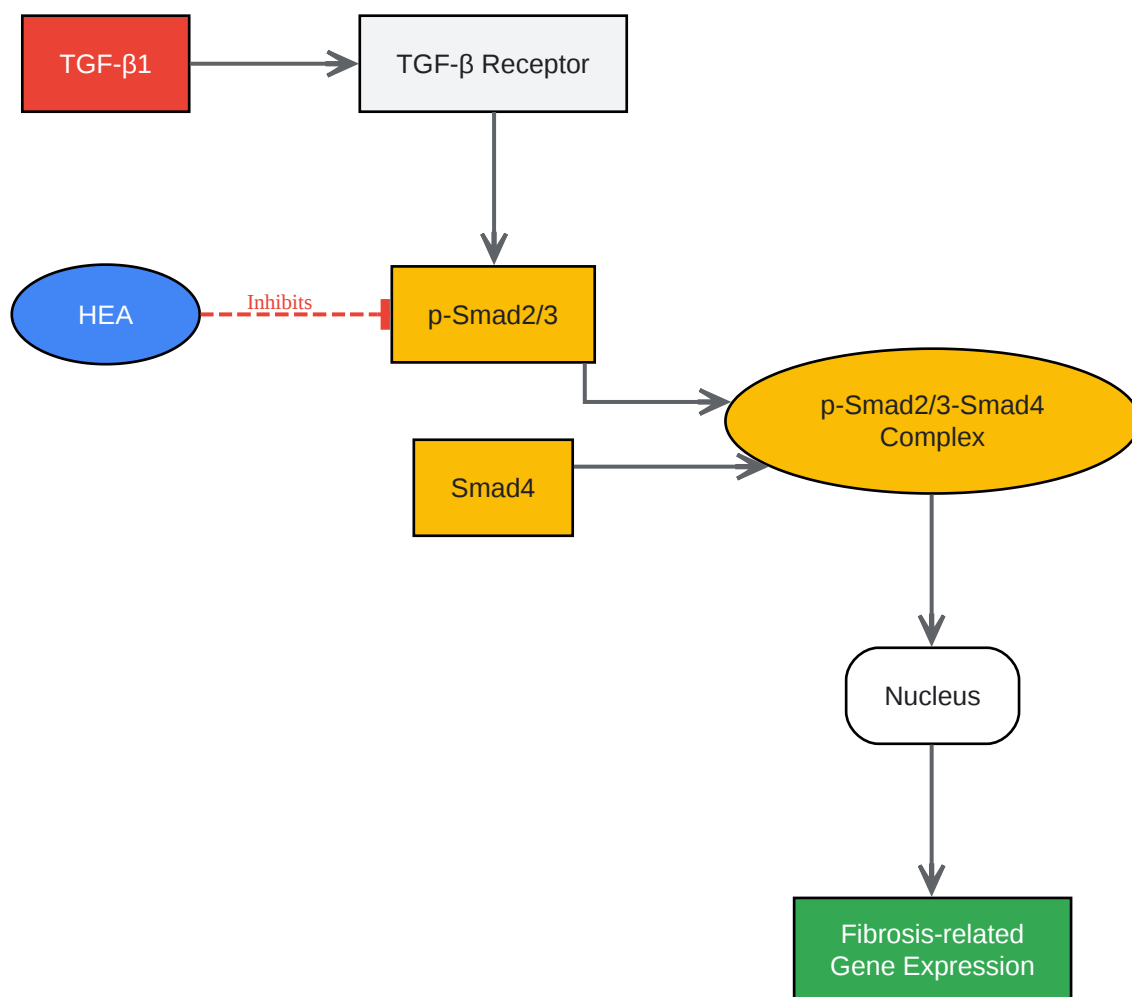 TGF-β1
TGF-β Receptor
HEA
Inhibits
p-Smad2/3
p-Smad2/3-Smad4
Complex
Smad4
Nucleus
Fibrosis-related
Gene Expression